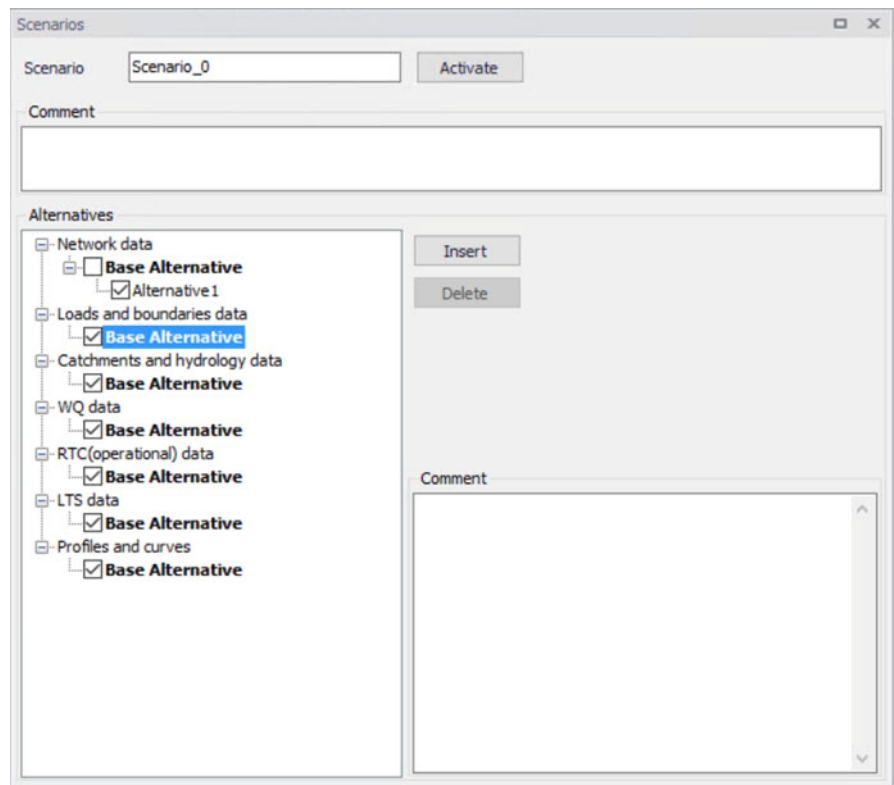 Scenarios
Scenario Scenario_0 Activate
Comment
Alternatives
Network data
Base Alternative
Alternative1
Loads and boundaries data
Base Alternative
Catchments and hydrology data
Base Alternative
WQ data
Base Alternative
RTC(operational) data
Base Alternative
LTS data
Base Alternative
Profiles and curves
Base Alternative
Insert
Delete
Comment